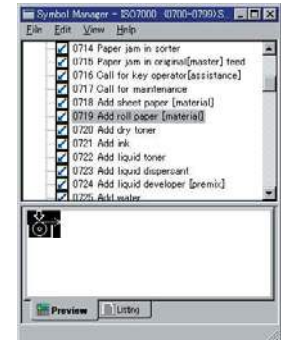 Symbol Manager - ISO7000 (0700-0799) S...
File Edit View Help
0714 Paper jam in sorter
0715 Paper jam in original[master] feed
0716 Call for key operator[assistance]
0717 Call for maintenance
0718 Add sheet paper [material]
0719 Add roll paper [material]
0720 Add dry toner
0721 Add ink
0722 Add liquid toner
0723 Add liquid dispersant
0724 Add liquid developer [premix]
0725 Add water
Preview Listing